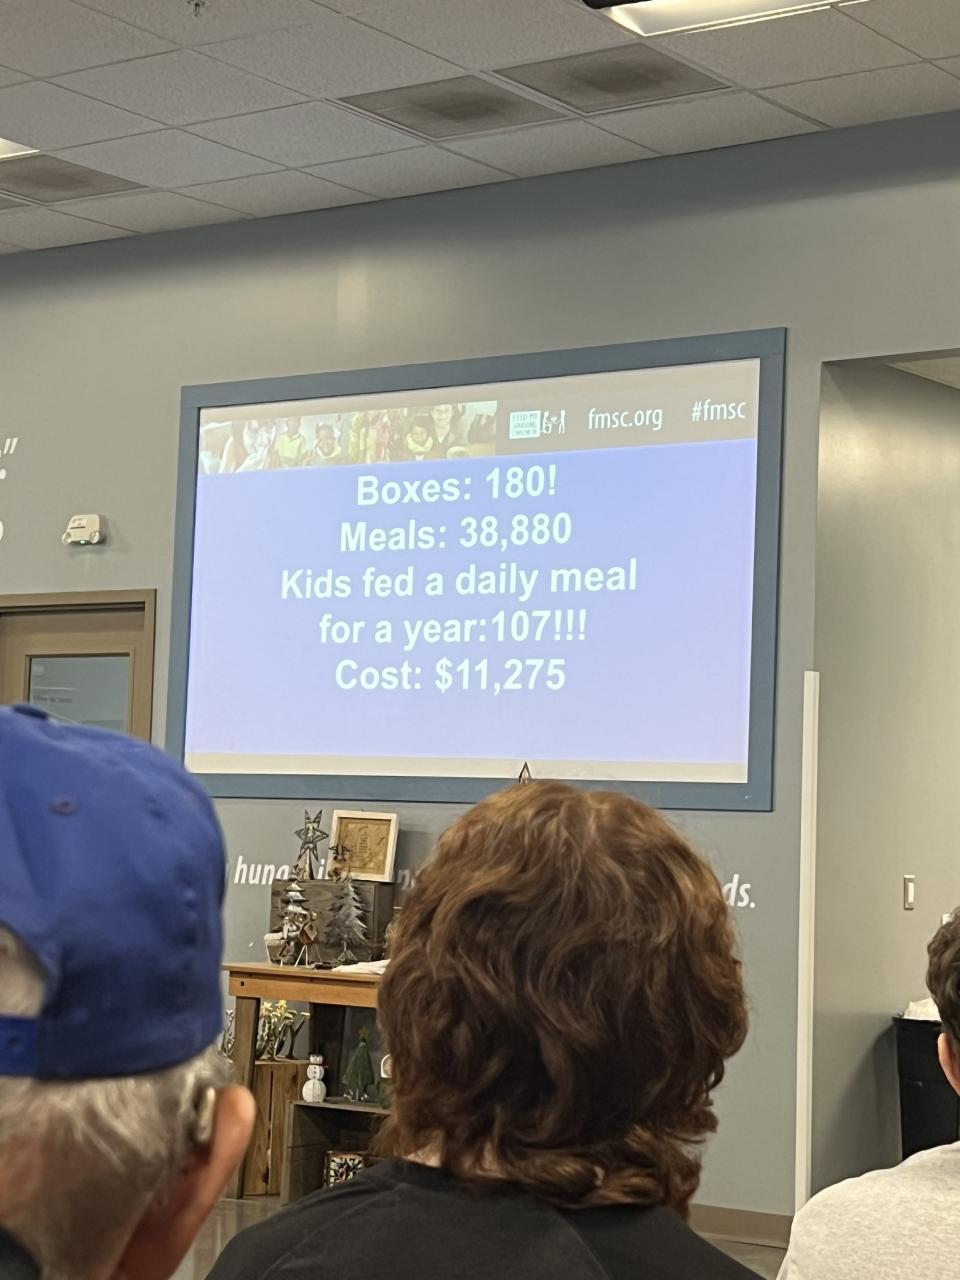 fmsc.org #fmsc
Boxes: 180!
Meals: 38,880
Kids fed a daily meal
for a year:107!!!
Cost: $11,275